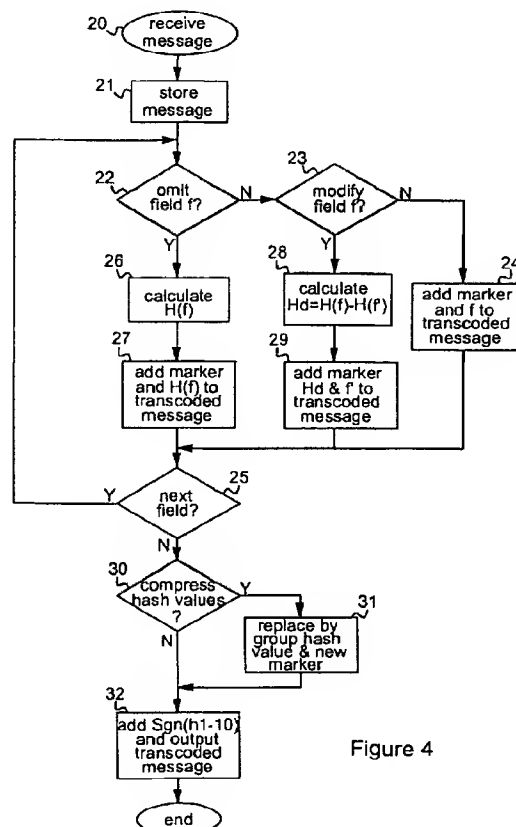 20
receive
message
21
store
message
22
omit
field f?
N
Y
23
modify
field f?
N
Y
24
add marker
and f to
transcoded
message
26
calculate
H(f)
28
calculate
Hd=H(f)-H(f')
27
add marker
and H(f) to
transcoded
message
29
add marker
Hd & f' to
transcoded
message
25
Y
next
field?
N
30
compress
hash values
?
Y
N
31
replace by
group hash
value & new
marker
32
add Sgn(h1-10)
and output
transcoded
message
Figure 4
end